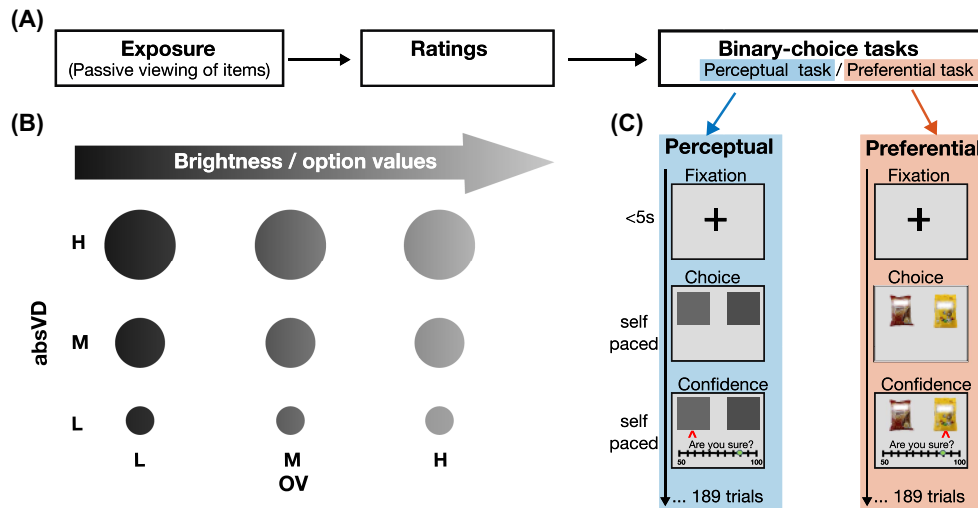 (A)
Exposure
(Passive viewing of items)
Ratings
Binary-choice tasks
Perceptual task / Preferential task
(B)
Brightness / option values
H
M
L
absVD
L
M
H
OV
(C)
Perceptual
Fixation
<5s
+
Choice
self
paced
Confidence
self
paced
^
Are you sure?
50
100
... 189 trials
Preferential
Fixation
+
Choice
Confidence
^
Are you sure?
50
100
... 189 trials